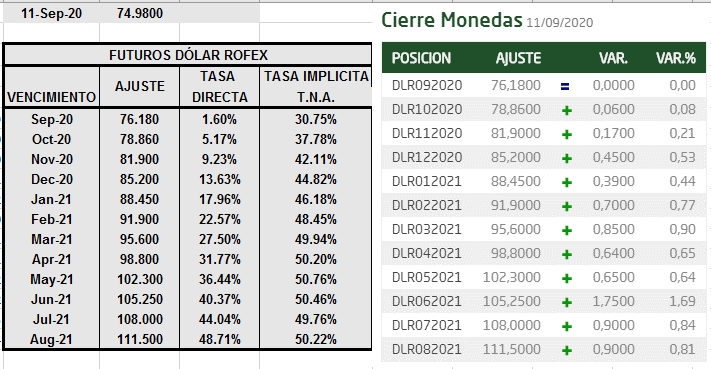 11-Sep-20 74.9800
FUTUROS DÓLAR ROFEX
VENCIMIENTO AJUSTE TASA DIRECTA TASA IMPLICITA T.N.A.
Sep-20 76.180 1.60% 30.75%
Oct-20 78.860 5.17% 37.78%
Nov-20 81.900 9.23% 42.11%
Dec-20 85.200 13.63% 44.82%
Jan-21 88.450 17.96% 46.18%
Feb-21 91.900 22.57% 48.45%
Mar-21 95.600 27.50% 49.94%
Apr-21 98.800 31.77% 50.20%
May-21 102.300 36.44% 50.76%
Jun-21 105.250 40.37% 50.46%
Jul-21 108.000 44.04% 49.76%
Aug-21 111.500 48.71% 50.22%
Cierre Monedas 11/09/2020
POSICION AJUSTE VAR. VAR.%
DLR092020 76,1800 = 0,0000 0,00
DLR102020 78,8600 + 0,0600 0,08
DLR112020 81,9000 + 0,1700 0,21
DLR122020 85,2000 + 0,4500 0,53
DLR012021 88,4500 + 0,3900 0,44
DLR022021 91,9000 + 0,7000 0,77
DLR032021 95,6000 + 0,8500 0,90
DLR042021 98,8000 + 0,6400 0,65
DLR052021 102,3000 + 0,6500 0,64
DLR062021 105,2500 + 1,7500 1,69
DLR072021 108,0000 + 0,9000 0,84
DLR082021 111,5000 + 0,9000 0,81